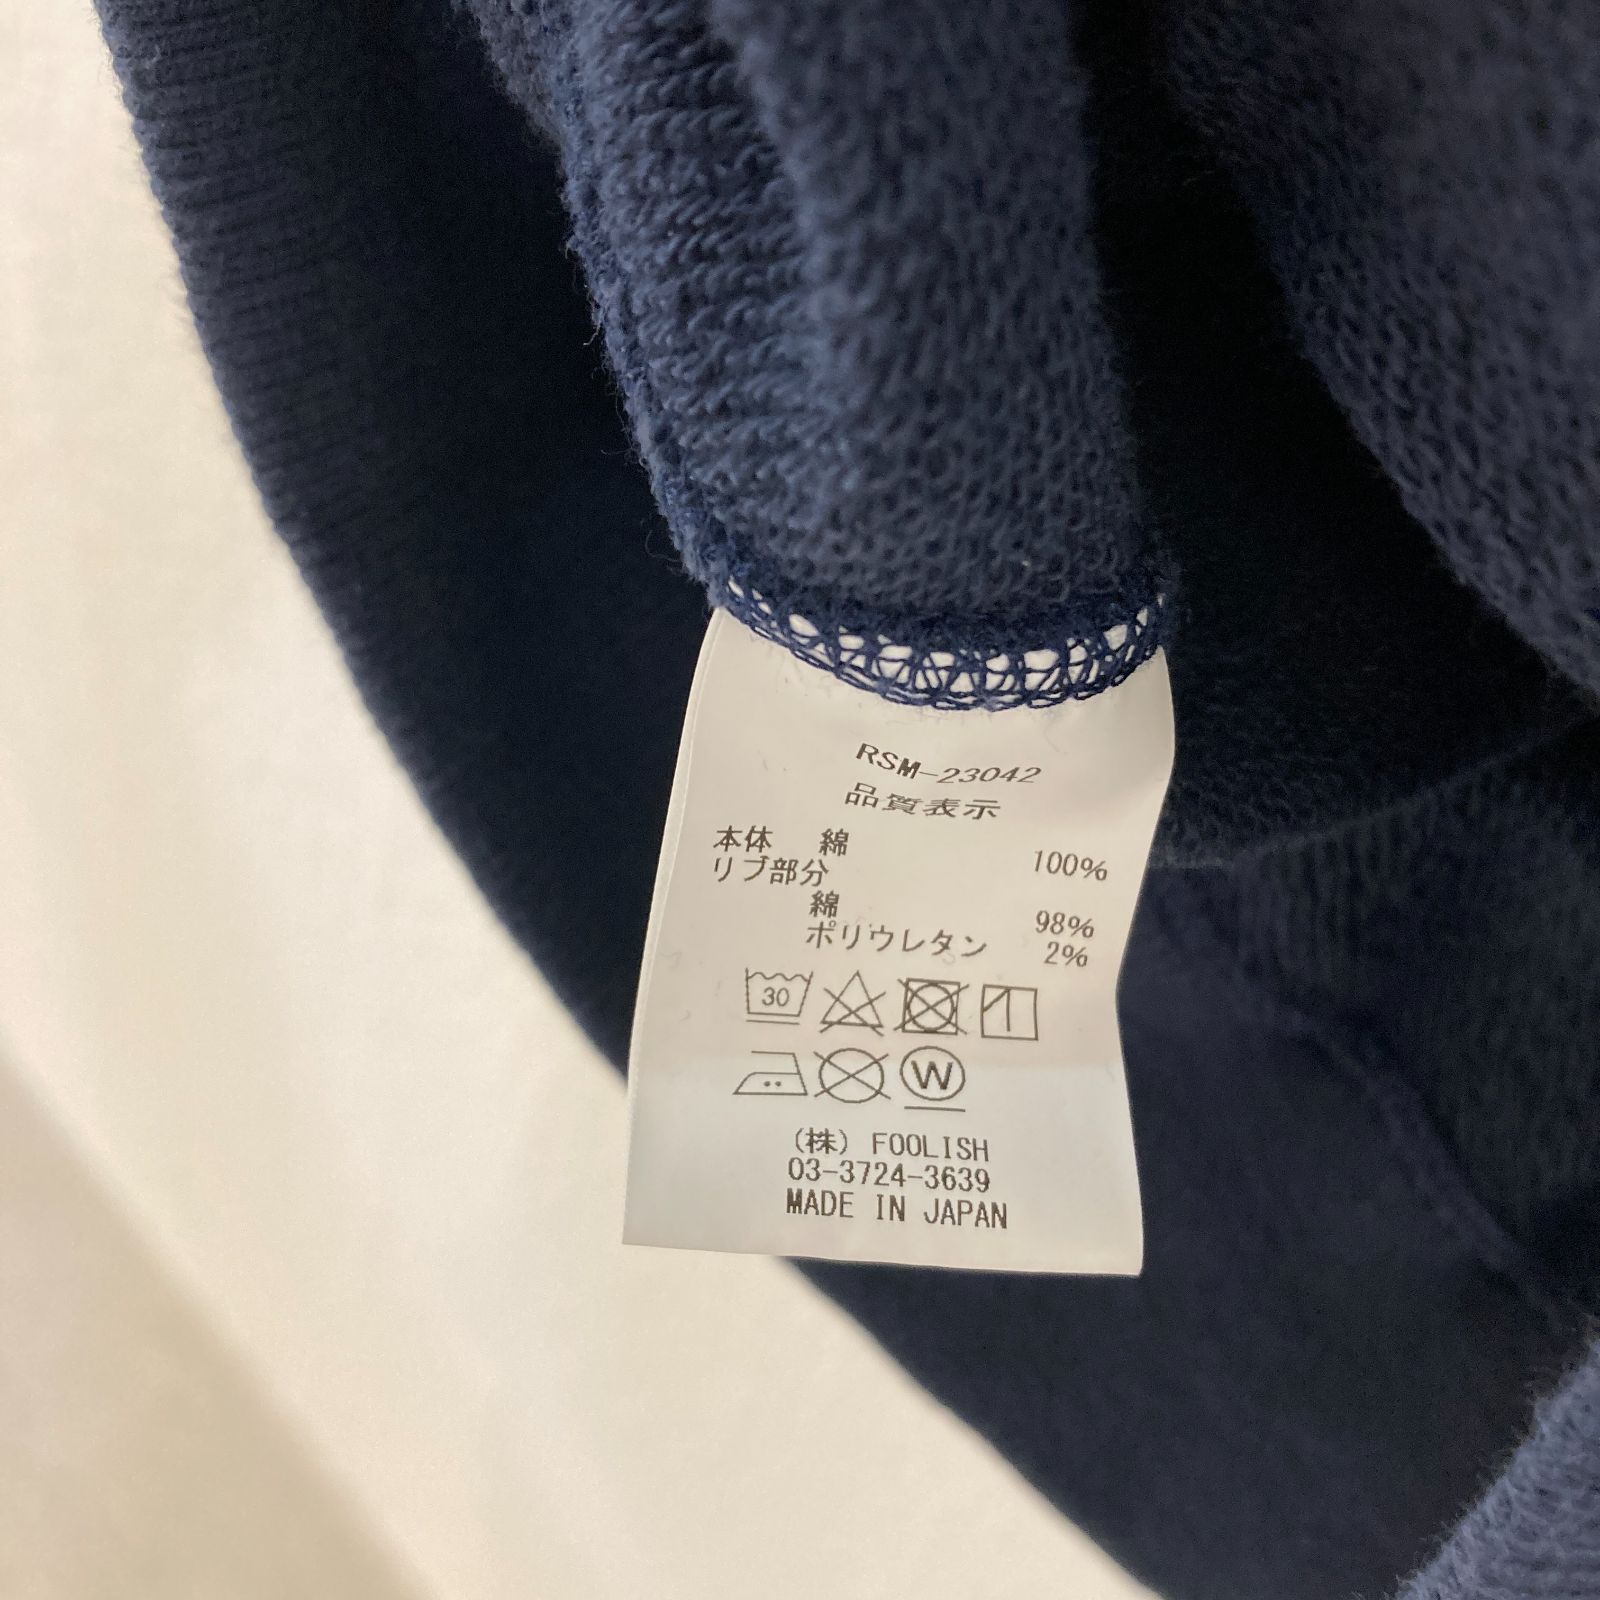 RSM-23042
品質表示
本体 綿 100%
リブ部分
綿 98%
ポリウレタン 2%
30
W
(株) FOOLISH
03-3724-3639
MADE IN JAPAN